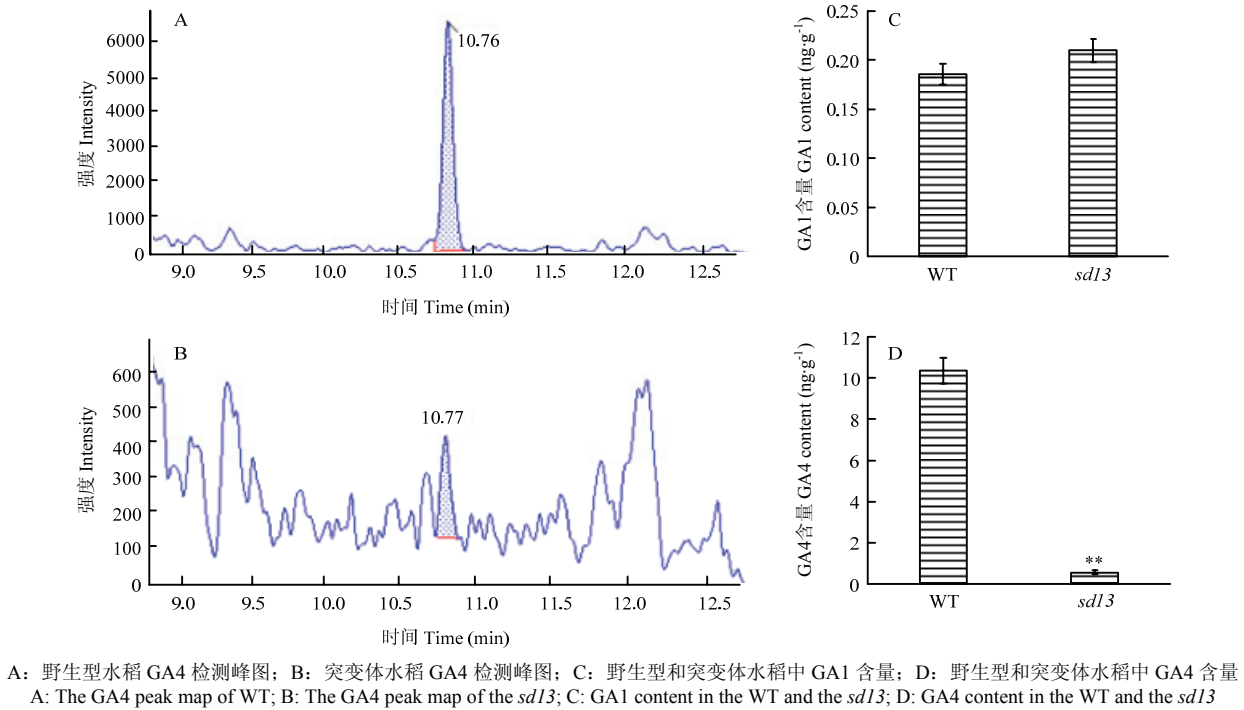 A
6000
5000
4000
3000
2000
1000
0
强度 Intensity
10.76
9.0 9.5 10.0 10.5 11.0 11.5 12.0 12.5
时间 Time (min)
C
0.25
0.20
0.15
0.10
0.05
0
GA1含量 GA1 content (ng·g-1)
WT sd13
B
600
500
400
300
200
100
0
强度 Intensity
10.77
9.0 9.5 10.0 10.5 11.0 11.5 12.0 12.5
时间 Time (min)
D
12
10
8
6
4
2
0
GA4含量 GA4 content (ng·g-1)
**
WT sd13
A：野生型水稻 GA4 检测峰图；B：突变体水稻 GA4 检测峰图；C：野生型和突变体水稻中 GA1 含量；D：野生型和突变体水稻中 GA4 含量
A: The GA4 peak map of WT; B: The GA4 peak map of the sd13; C: GA1 content in the WT and the sd13; D: GA4 content in the WT and the sd13